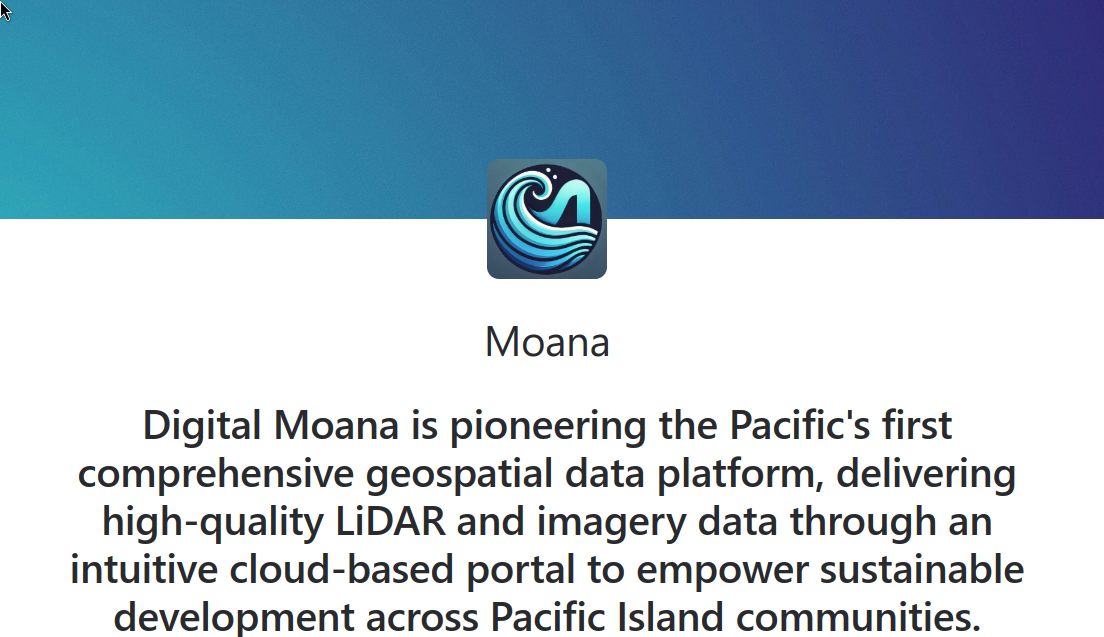 Moana
Digital Moana is pioneering the Pacific's first
comprehensive geospatial data platform, delivering
high-quality LiDAR and imagery data through an
intuitive cloud-based portal to empower sustainable
development across Pacific Island communities.